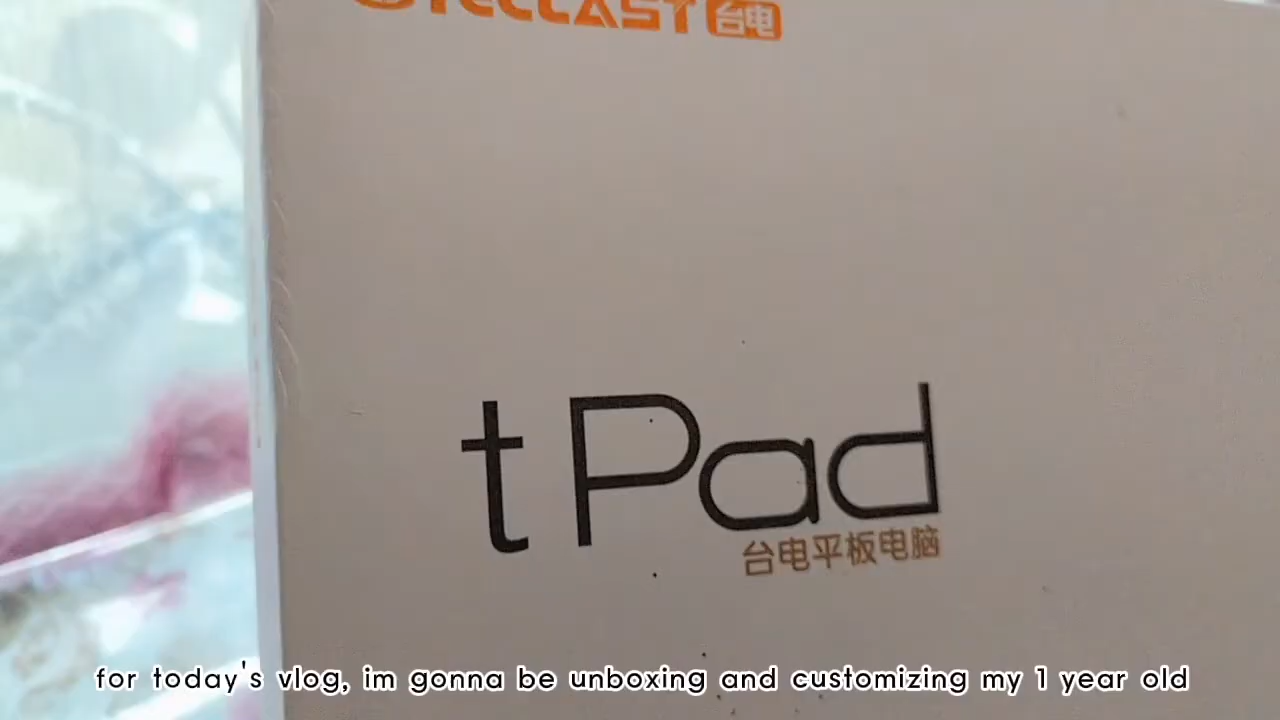 TECLAST 台电
tPad
台电平板电脑
for today's vlog, im gonna be unboxing and customizing my 1 year old